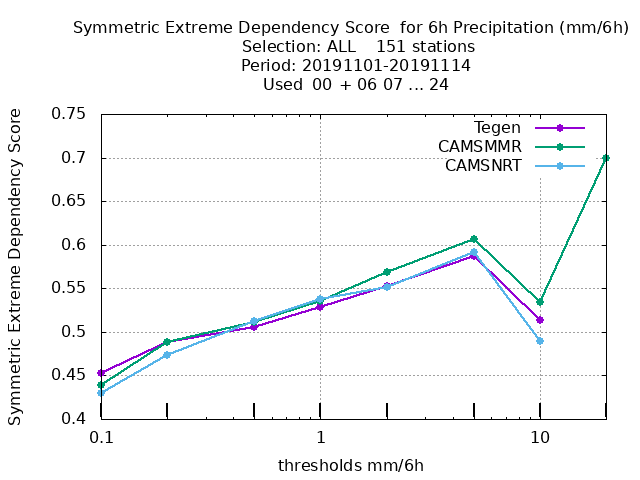 Symmetric Extreme Dependency Score  for 6h Precipitation (mm/6h)
Selection: ALL    151 stations
Period: 20191101-20191114
Used  00  + 06 07 ... 24
Symmetric Extreme Dependency Score
0.75
0.7
0.65
0.6
0.55
0.5
0.45
0.4
Tegen
CAMSMMR
CAMSNRT
0.1 1 10
thresholds mm/6h